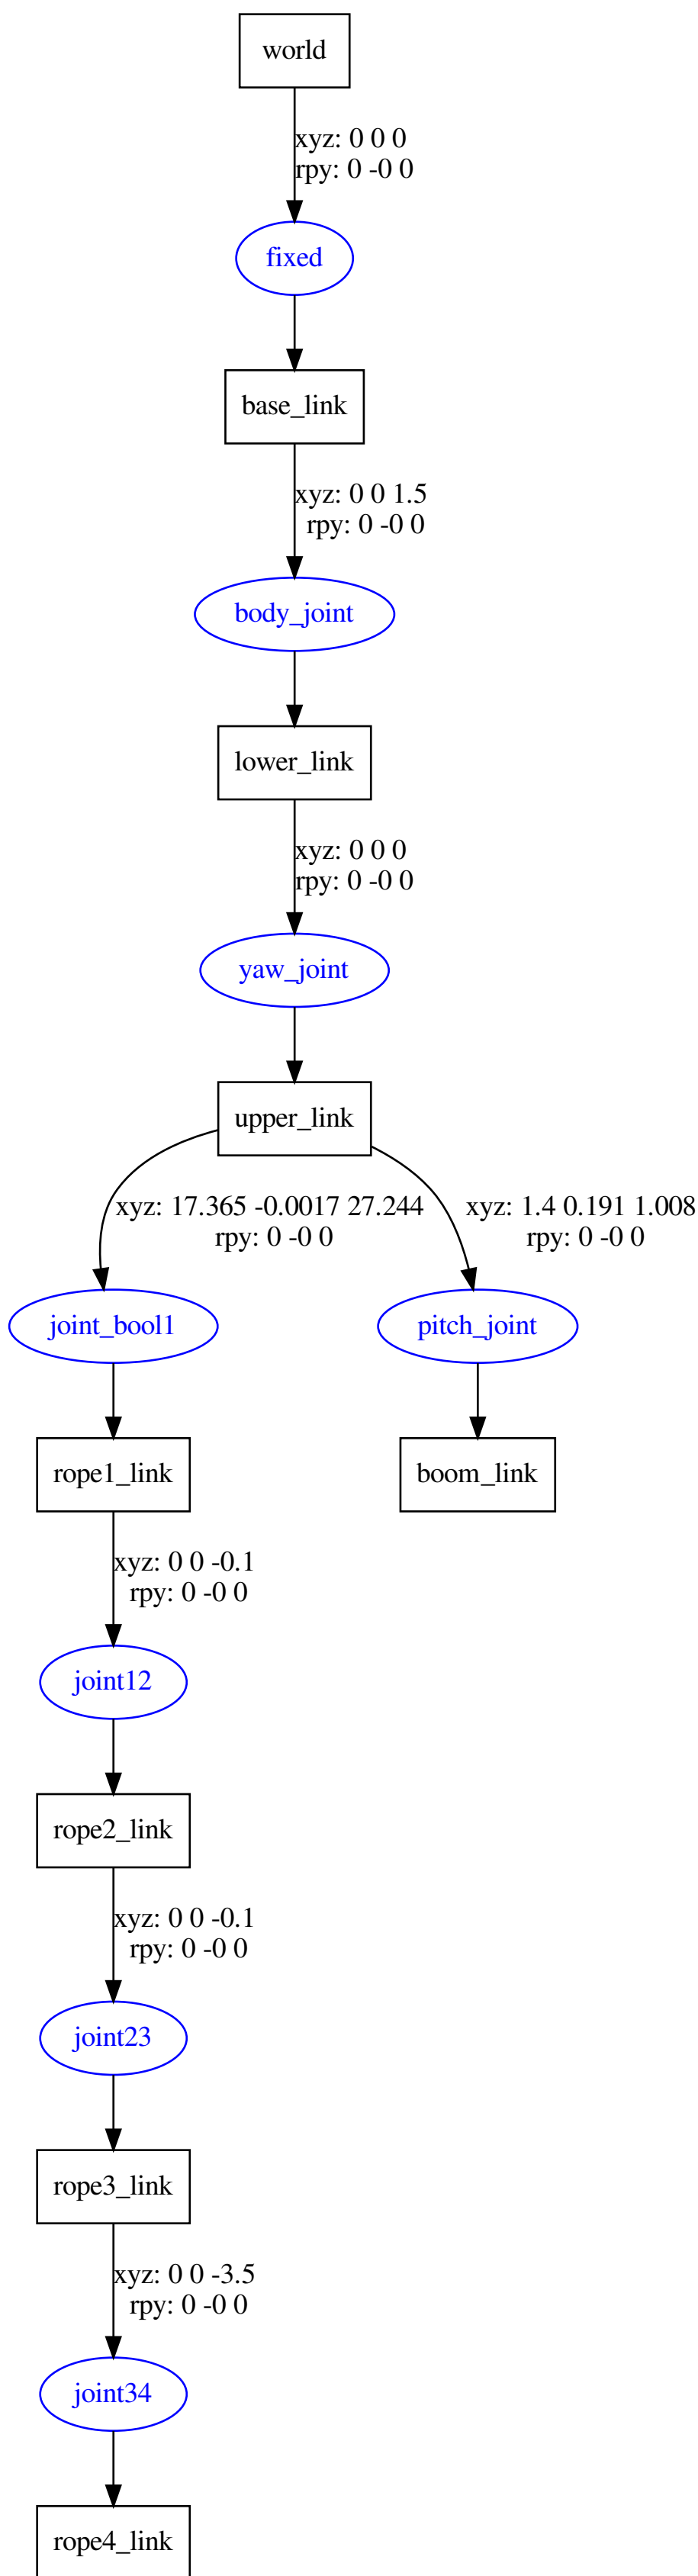 world
xyz: 0 0 0
rpy: 0 -0 0
fixed
base_link
xyz: 0 0 1.5
rpy: 0 -0 0
body_joint
lower_link
xyz: 0 0 0
rpy: 0 -0 0
yaw_joint
upper_link
xyz: 17.365 -0.0017 27.244
rpy: 0 -0 0
xyz: 1.4 0.191 1.008
rpy: 0 -0 0
joint_bool1
pitch_joint
rope1_link
boom_link
xyz: 0 0 -0.1
rpy: 0 -0 0
joint12
rope2_link
xyz: 0 0 -0.1
rpy: 0 -0 0
joint23
rope3_link
xyz: 0 0 -3.5
rpy: 0 -0 0
joint34
rope4_link